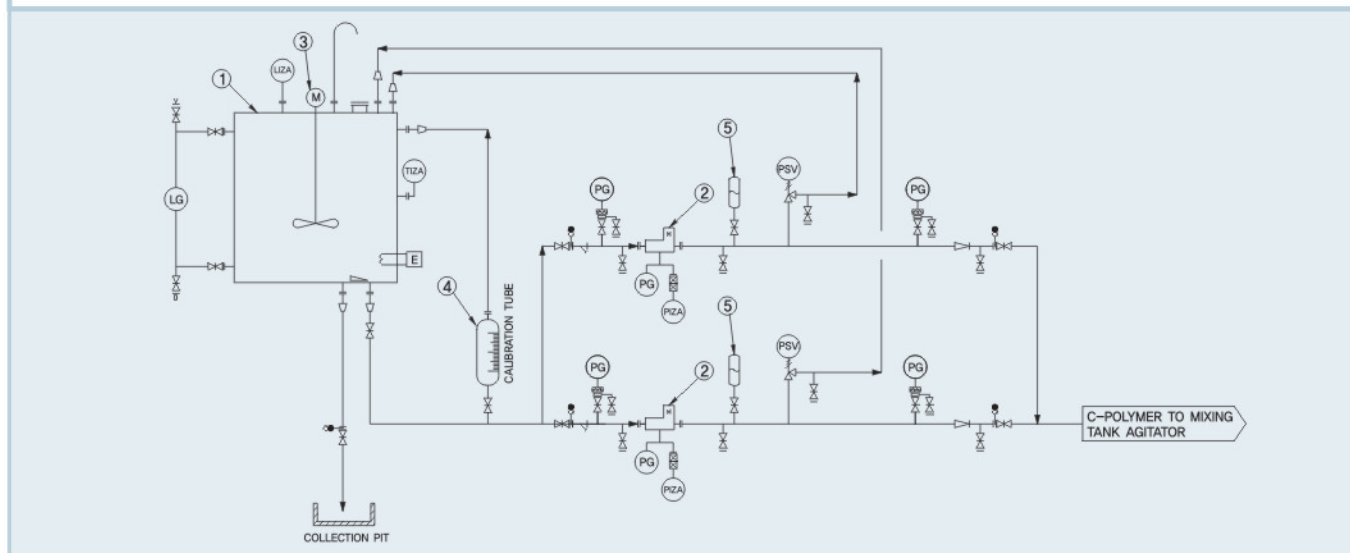 3
1
LIZA
M
5
PSV
TIZA
PG
2
PG
LG
H
E
PG
4
CALIBRATION TUBE
PIZA
5
PSV
PG
2
PG
H
C-POLYMER TO MIXING
TANK AGITATOR
PG
PIZA
COLLECTION PIT